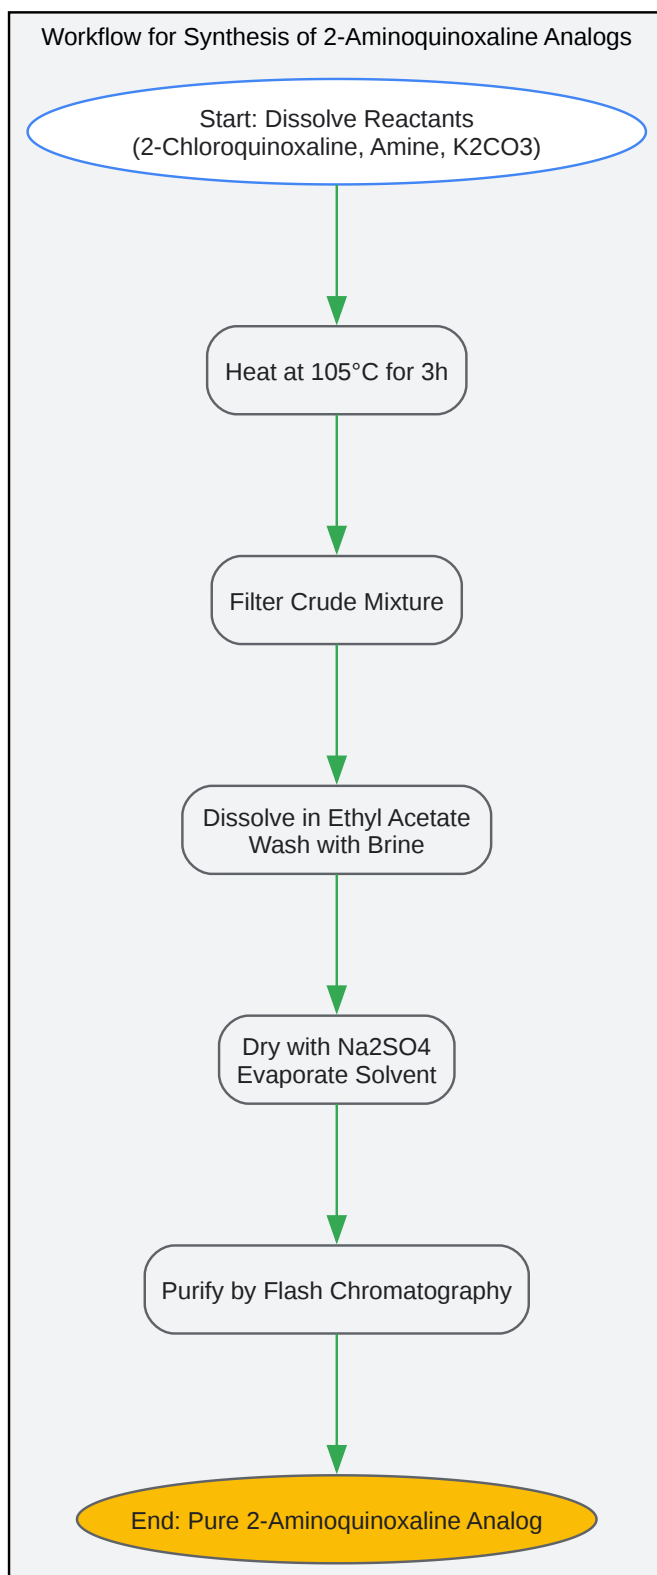 Workflow for Synthesis of 2-Aminoquinoxaline Analogs
Start: Dissolve Reactants
(2-Chloroquinoxaline, Amine, K2CO3)
Heat at 105°C for 3h
Filter Crude Mixture
Dissolve in Ethyl Acetate
Wash with Brine
Dry with Na2SO4
Evaporate Solvent
Purify by Flash Chromatography
End: Pure 2-Aminoquinoxaline Analog